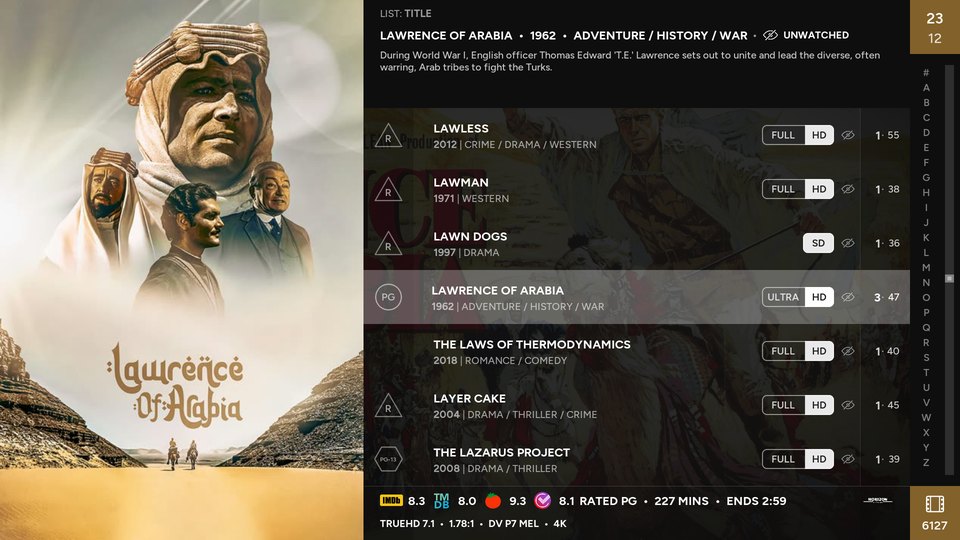 LIST: TITLE
LAWRENCE OF ARABIA • 1962 • ADVENTURE / HISTORY / WAR · UNWATCHED
During World War I, English officer Thomas Edward 'T.E.' Lawrence sets out to unite and lead the diverse, often
warring, Arab tribes to fight the Turks.
23
12
R
LAWLESS
2012 | CRIME / DRAMA / WESTERN
FULL HD
1 · 55
R
LAWMAN
1971 | WESTERN
FULL HD
1 · 38
R
LAWN DOGS
1997 | DRAMA
SD
1 · 36
PG
LAWRENCE OF ARABIA
1962 | ADVENTURE / HISTORY / WAR
ULTRA HD
3 · 47
THE LAWS OF THERMODYNAMICS
2018 | ROMANCE / COMEDY
FULL HD
1 · 40
R
LAYER CAKE
2004 | DRAMA / THRILLER / CRIME
FULL HD
1 · 45
PG-13
THE LAZARUS PROJECT
2008 | DRAMA / THRILLER
FULL HD
1 · 39
#
A
B
C
D
E
F
G
H
I
J
K
L
M
N
O
P
Q
R
S
T
U
V
W
X
Y
Z
Lawrence
Of Arabia
IMDb 8.3 TMDB 8.0 9.3 8.1 RATED PG • 227 MINS • ENDS 2:59
TRUEHD 7.1 • 1.78:1 • DV P7 MEL • 4K
6127